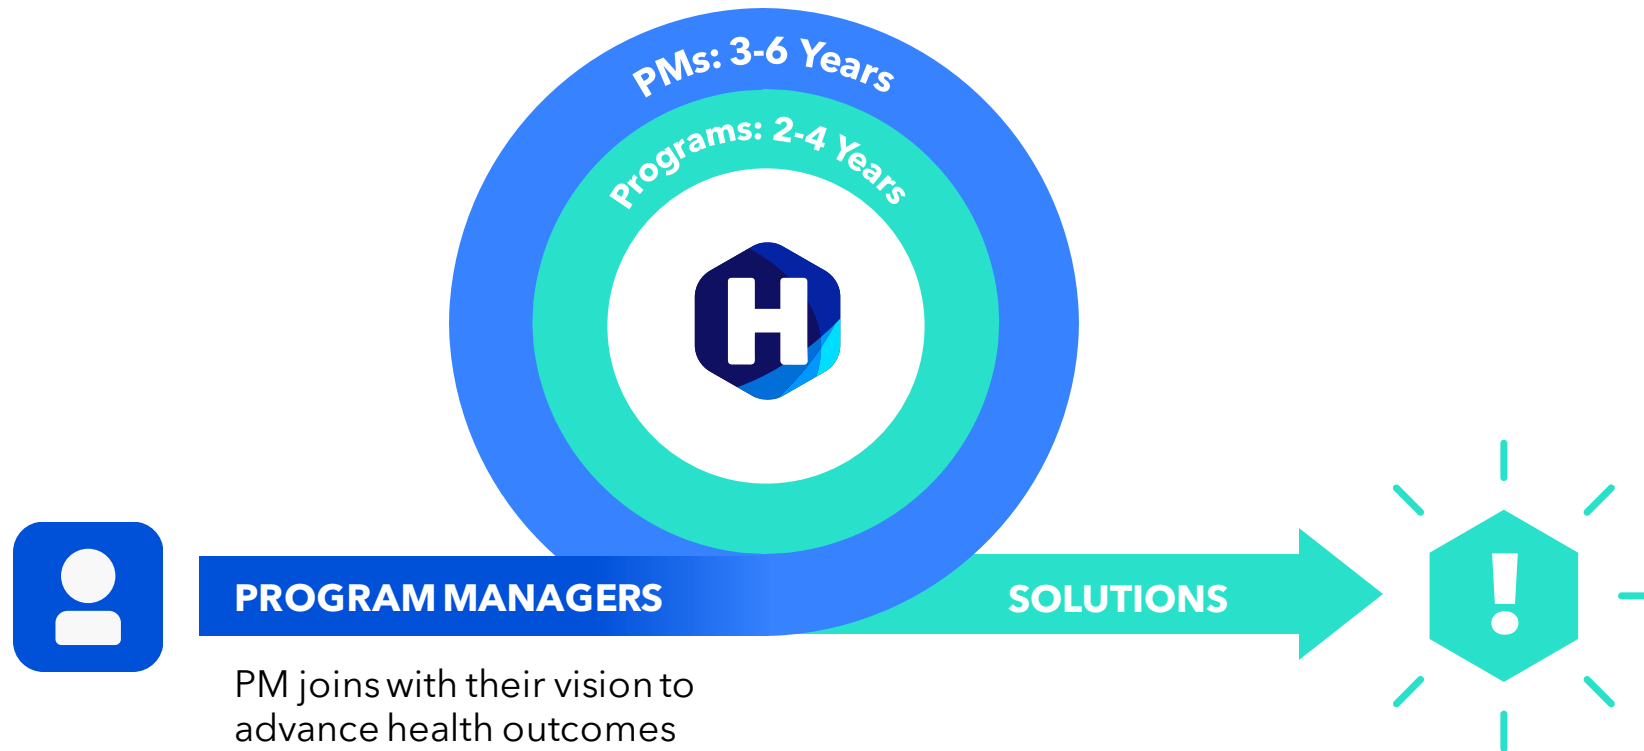 PMs: 3-6 Years
Programs: 2-4 Years
H
PROGRAM MANAGERS
SOLUTIONS
!
PM joins with their vision to
advance health outcomes